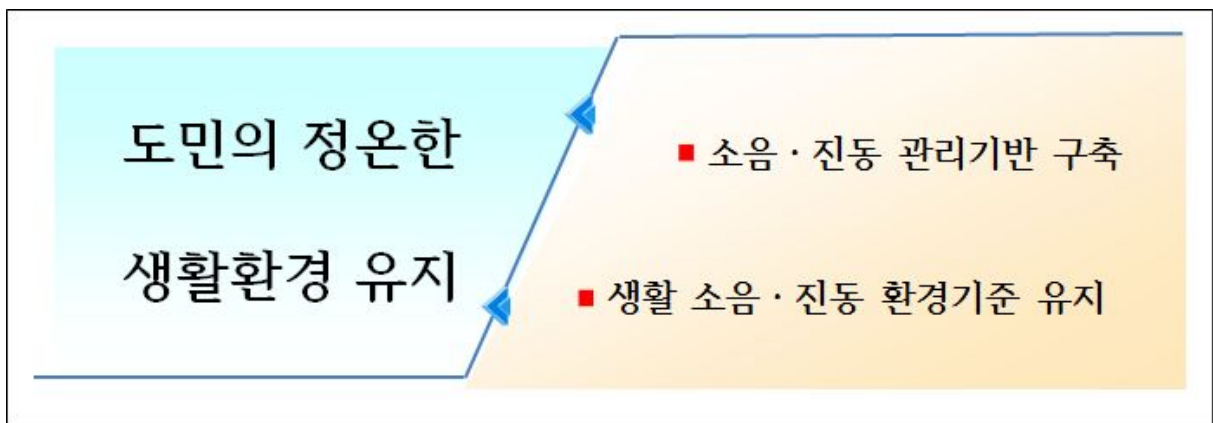 도민의 정온한
생활환경 유지
▪ 소음·진동 관리기반 구축
▪ 생활 소음·진동 환경기준 유지